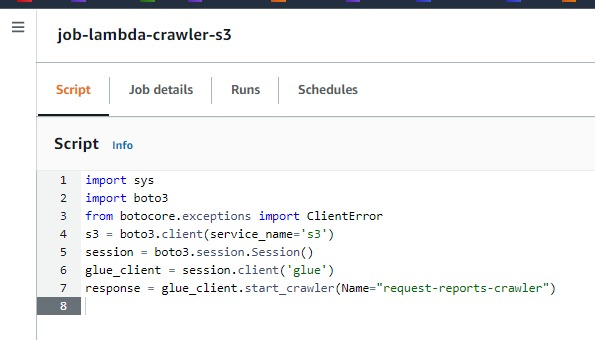 job-lambda-crawler-s3
Script Job details Runs Schedules
Script Info
1 import sys
2 import boto3
3 from botocore.exceptions import ClientError
4 s3 = boto3.client(service_name='s3')
5 session = boto3.session.Session()
6 glue_client = session.client('glue')
7 response = glue_client.start_crawler(Name="request-reports-crawler")
8